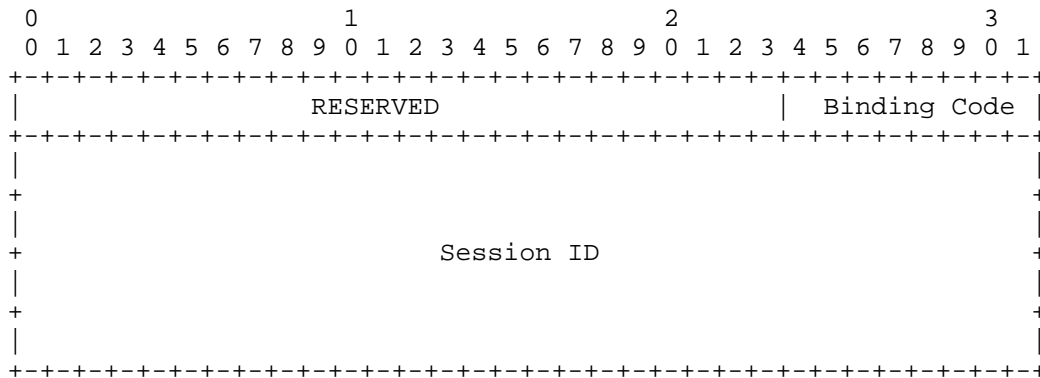 0                   1                   2                   3
 0 1 2 3 4 5 6 7 8 9 0 1 2 3 4 5 6 7 8 9 0 1 2 3 4 5 6 7 8 9 0 1
+-+-+-+-+-+-+-+-+-+-+-+-+-+-+-+-+-+-+-+-+-+-+-+-+-+-+-+-+-+-+-+-+
|                  RESERVED                     |  Binding Code |
+-+-+-+-+-+-+-+-+-+-+-+-+-+-+-+-+-+-+-+-+-+-+-+-+-+-+-+-+-+-+-+-+
|                                                               |
+                                                               +
|                                                               |
+                          Session ID                           +
|                                                               |
+                                                               +
|                                                               |
+-+-+-+-+-+-+-+-+-+-+-+-+-+-+-+-+-+-+-+-+-+-+-+-+-+-+-+-+-+-+-+-+